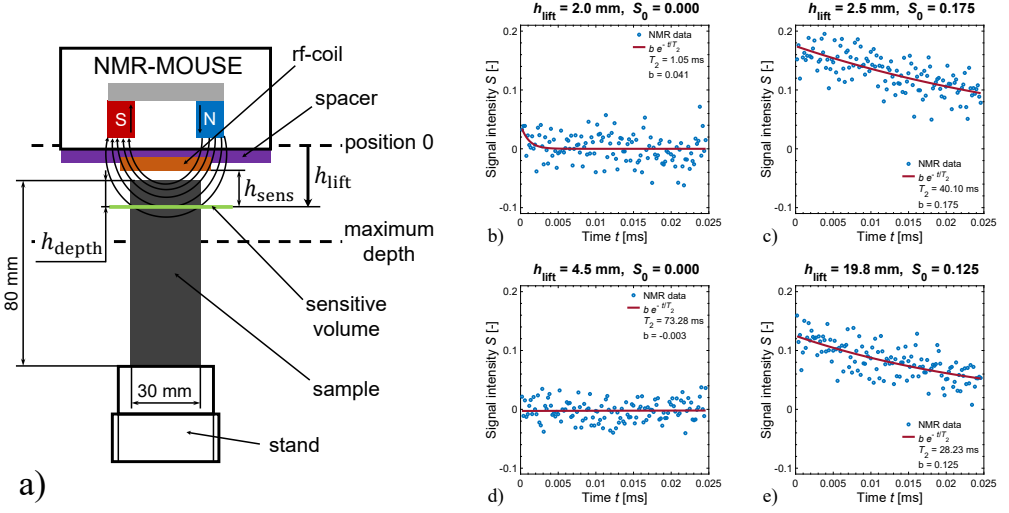 NMR-MOUSE
S
N
rf-coil
spacer
position 0
h_lift
h_sens
h_depth
maximum
depth
80 mm
sensitive
volume
30 mm
sample
stand
a)
h_lift = 2.0 mm, S_0 = 0.000
Signal intensity S [-]
0.2
0.1
0
-0.1
NMR data
b e^{- t/T_2}
T_2 = 1.05 ms
b = 0.041
0
0.005
0.01
0.015
0.02
0.025
Time t [ms]
b)
h_lift = 2.5 mm, S_0 = 0.175
Signal intensity S [-]
0.2
0.1
0
-0.1
NMR data
b e^{- t/T_2}
T_2 = 40.10 ms
b = 0.175
0
0.005
0.01
0.015
0.02
0.025
Time t [ms]
c)
h_lift = 4.5 mm, S_0 = 0.000
Signal intensity S [-]
0.2
0.1
0
-0.1
NMR data
b e^{- t/T_2}
T_2 = 73.28 ms
b = -0.003
0
0.005
0.01
0.015
0.02
0.025
Time t [ms]
d)
h_lift = 19.8 mm, S_0 = 0.125
Signal intensity S [-]
0.2
0.1
0
-0.1
NMR data
b e^{- t/T_2}
T_2 = 28.23 ms
b = 0.125
0
0.005
0.01
0.015
0.02
0.025
Time t [ms]
e)